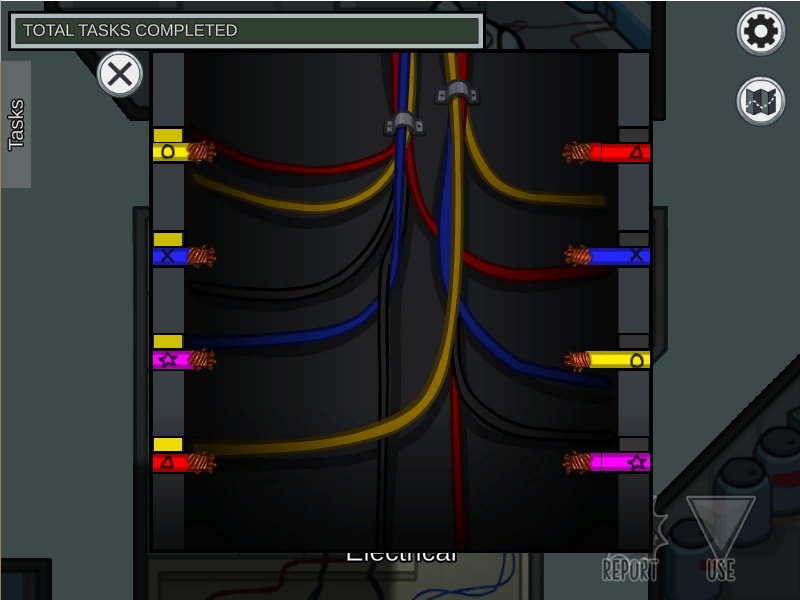 TOTAL TASKS COMPLETED
Tasks
Electrical
REPORT
USE